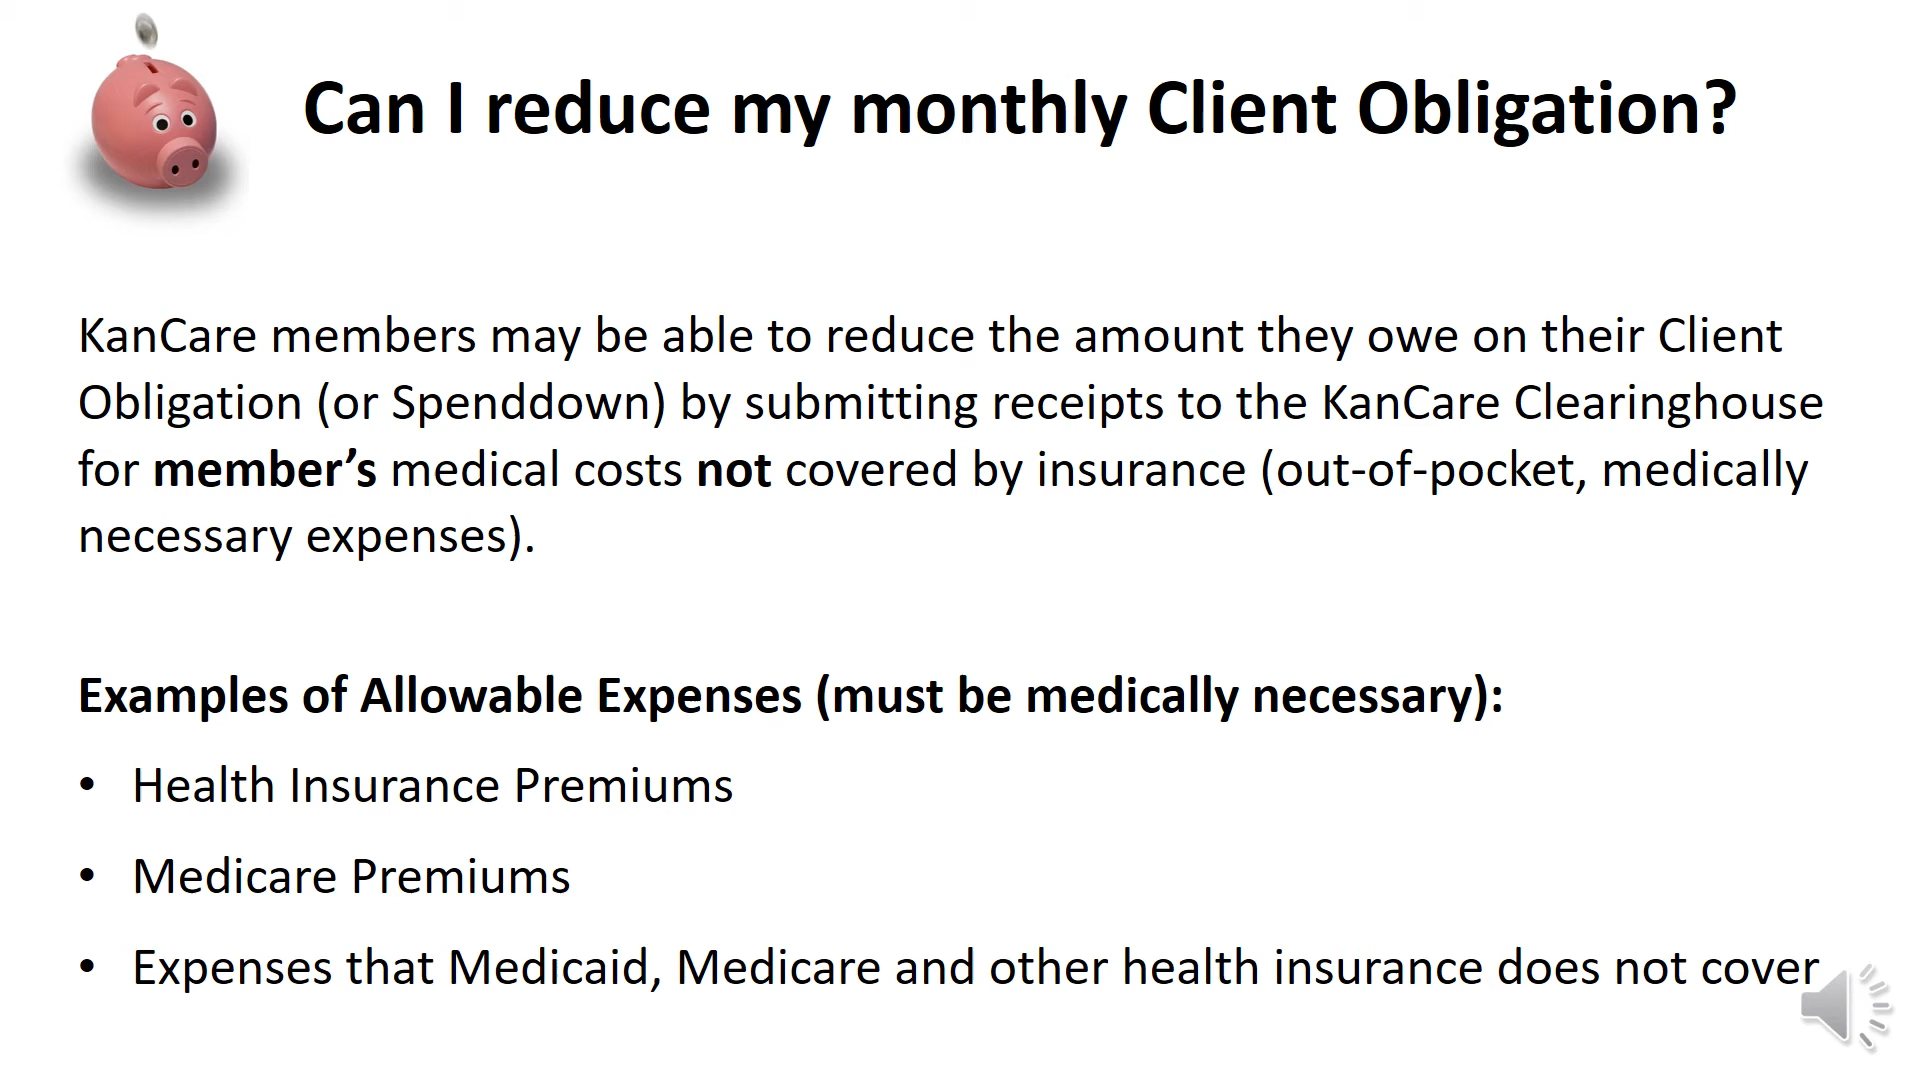 Can I reduce my monthly Client Obligation?
KanCare members may be able to reduce the amount they owe on their Client
Obligation (or Spenddown) by submitting receipts to the KanCare Clearinghouse
for member’s medical costs not covered by insurance (out-of-pocket, medically
necessary expenses).
Examples of Allowable Expenses (must be medically necessary):
• Health Insurance Premiums
• Medicare Premiums
• Expenses that Medicaid, Medicare and other health insurance does not cover